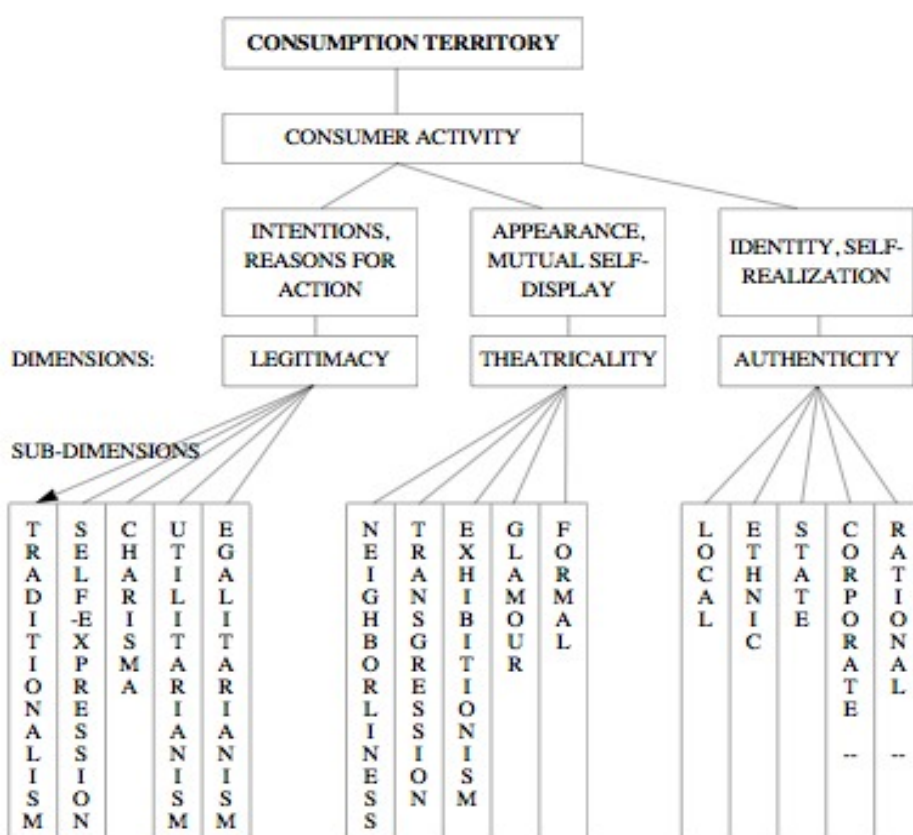 CONSUMPTION TERRITORY
CONSUMER ACTIVITY
INTENTIONS,
REASONS FOR
ACTION
APPEARANCE,
MUTUAL SELF-
DISPLAY
IDENTITY, SELF-
REALIZATION
DIMENSIONS:
LEGITIMACY
THEATRICALITY
AUTHENTICITY
SUB-DIMENSIONS
TRADITIONALISM
SELF-EXPRESSION
CHARISMA
UTILITARIANISM
EGALITARIANISM
NEIGHBORLINESS
TRANSGRESSION
EXHIBITIONISM
GLAMOUR
FORMAL
LOCAL
ETHNIC
STATE
CORPORATE --
RATIONAL --